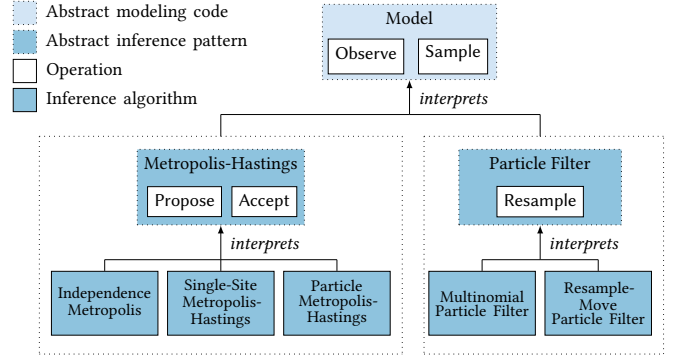 Abstract modeling code
Abstract inference pattern
Operation
Inference algorithm
Model
Observe
Sample
interprets
Metropolis-Hastings
Propose
Accept
interprets
Particle Filter
Resample
interprets
Independence
Metropolis
Single-Site
Metropolis-
Hastings
Particle
Metropolis-
Hastings
Multinomial
Particle Filter
Resample-
Move
Particle Filter